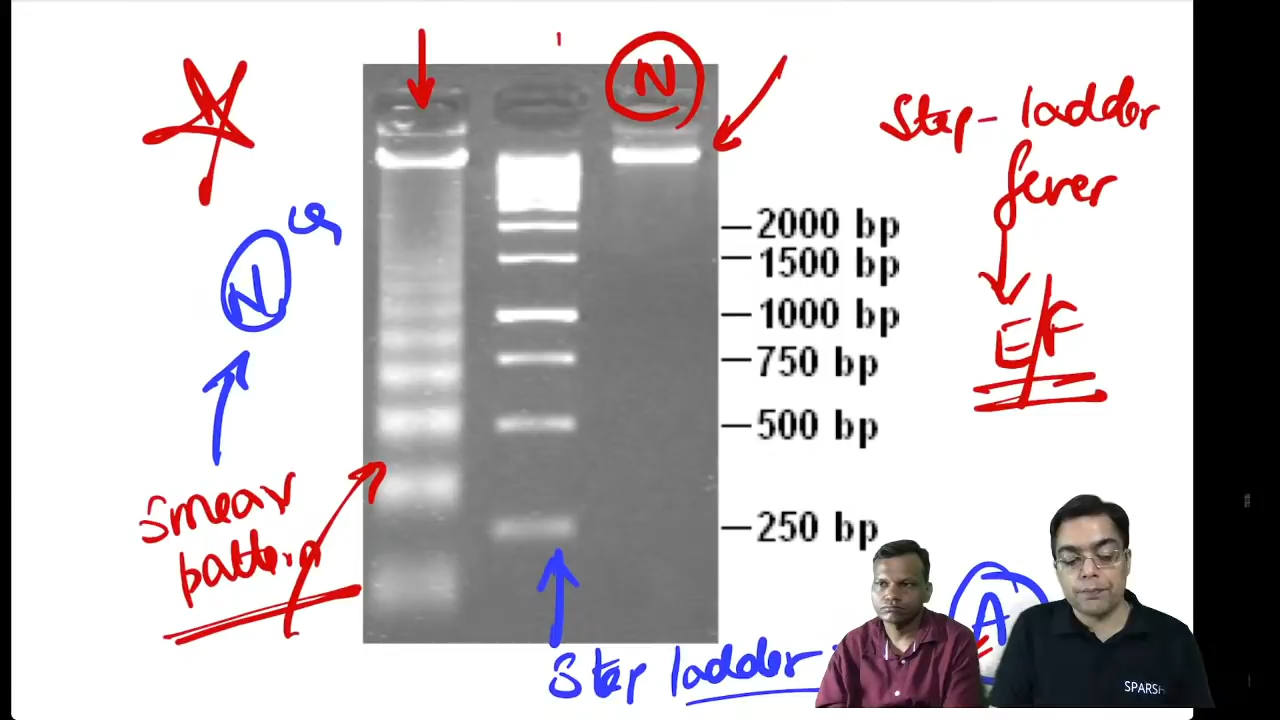 N
Step-ladder
fever
E/F
N
2000 bp
1500 bp
1000 bp
750 bp
500 bp
250 bp
Smear
pattern
Step ladder
A
SPARSH